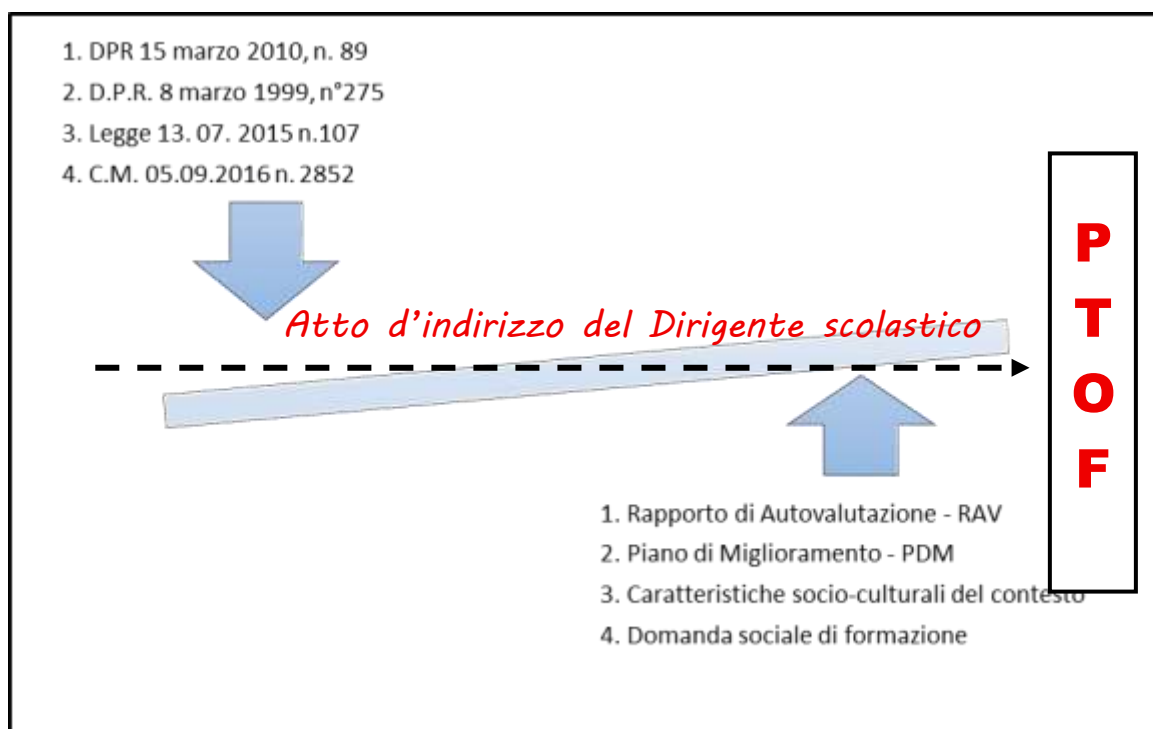 1. DPR 15 marzo 2010, n. 89
2. D.P.R. 8 marzo 1999, n°275
3. Legge 13. 07. 2015 n.107
4. C.M. 05.09.2016 n. 2852
Atto d'indirizzo del Dirigente scolastico
P
T
O
F
1. Rapporto di Autovalutazione - RAV
2. Piano di Miglioramento - PDM
3. Caratteristiche socio-culturali del contesto
4. Domanda sociale di formazione